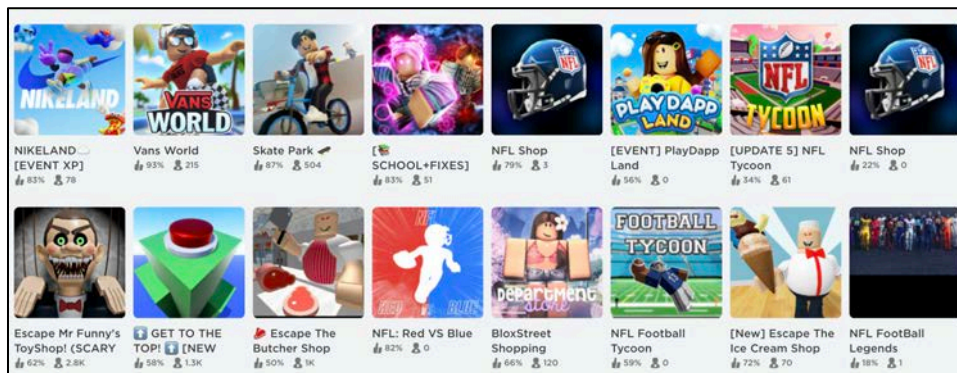 NIKELAND
VANS
WORLD
NFL
PLAYDAPP
LAND
NFL
TYCOON
NFL
NIKELAND
[EVENT XP]
83% 78
Vans World
93% 215
Skate Park
87% 504
[
SCHOOL+FIXES]
83% 51
NFL Shop
79% 3
[EVENT] PlayDapp
Land
56% 0
[UPDATE 5] NFL
Tycoon
34% 61
NFL Shop
22% 0
NFL
RED
BLUE
DEPARTMENT
store
FOOTBALL
TYCOON
Escape Mr Funny's
ToyShop! (SCARY
62% 2.8K
⬆️ GET TO THE
TOP! ⬆️ [NEW
58% 1.3K
🥩 Escape The
Butcher Shop
50% 1K
NFL: Red VS Blue
82% 0
BloxStreet
Shopping
66% 120
NFL Football
Tycoon
59% 0
[New] Escape The
Ice Cream Shop
72% 70
NFL FootBall
Legends
18% 1